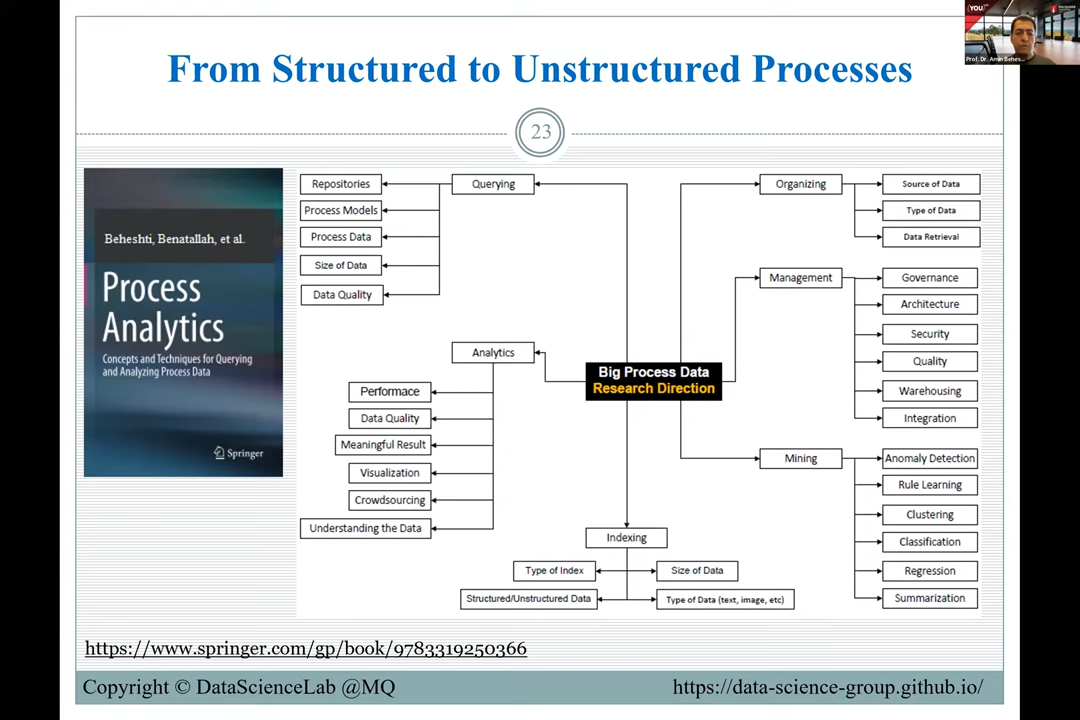 (YOU)
Prof. Dr. Amin Behes...
From Structured to Unstructured Processes
23
Beheshti, Benatallah, et al.
Process
Analytics
Concepts and Techniques for Querying
and Analyzing Process Data
Springer
Querying
Repositories
Process Models
Process Data
Size of Data
Data Quality
Analytics
Performace
Data Quality
Meaningful Result
Visualization
Crowdsourcing
Understanding the Data
Big Process Data
Research Direction
Indexing
Type of Index
Size of Data
Structured/Unstructured Data
Type of Data (text, image, etc)
Organizing
Source of Data
Type of Data
Data Retrieval
Management
Governance
Architecture
Security
Quality
Warehousing
Integration
Mining
Anomaly Detection
Rule Learning
Clustering
Classification
Regression
Summarization
https://www.springer.com/gp/book/9783319250366
Copyright © DataScienceLab @MQ
https://data-science-group.github.io/